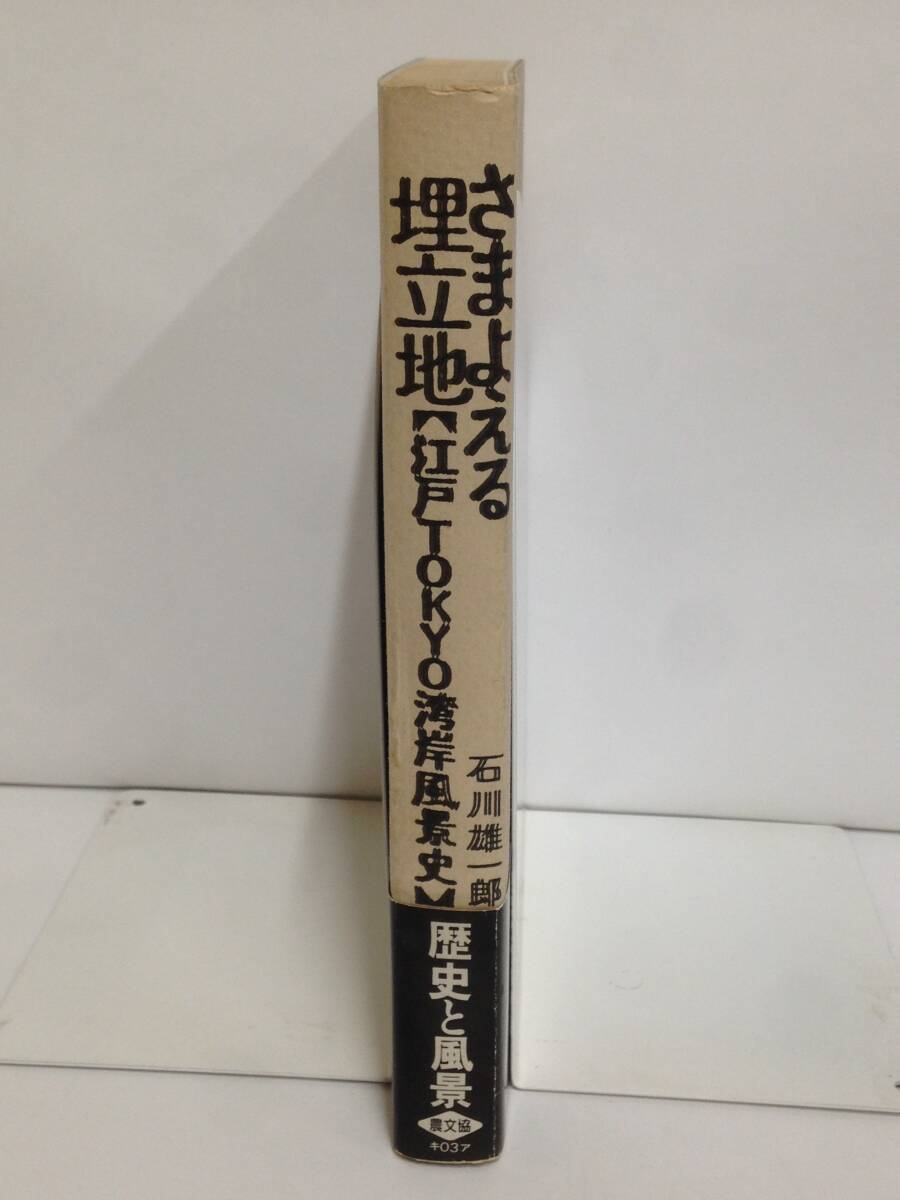 さまよえる
埋立地
【江戸TOKYO湾岸風景史】
石川雄一郎
歴史と風景
農文協
キ03ア